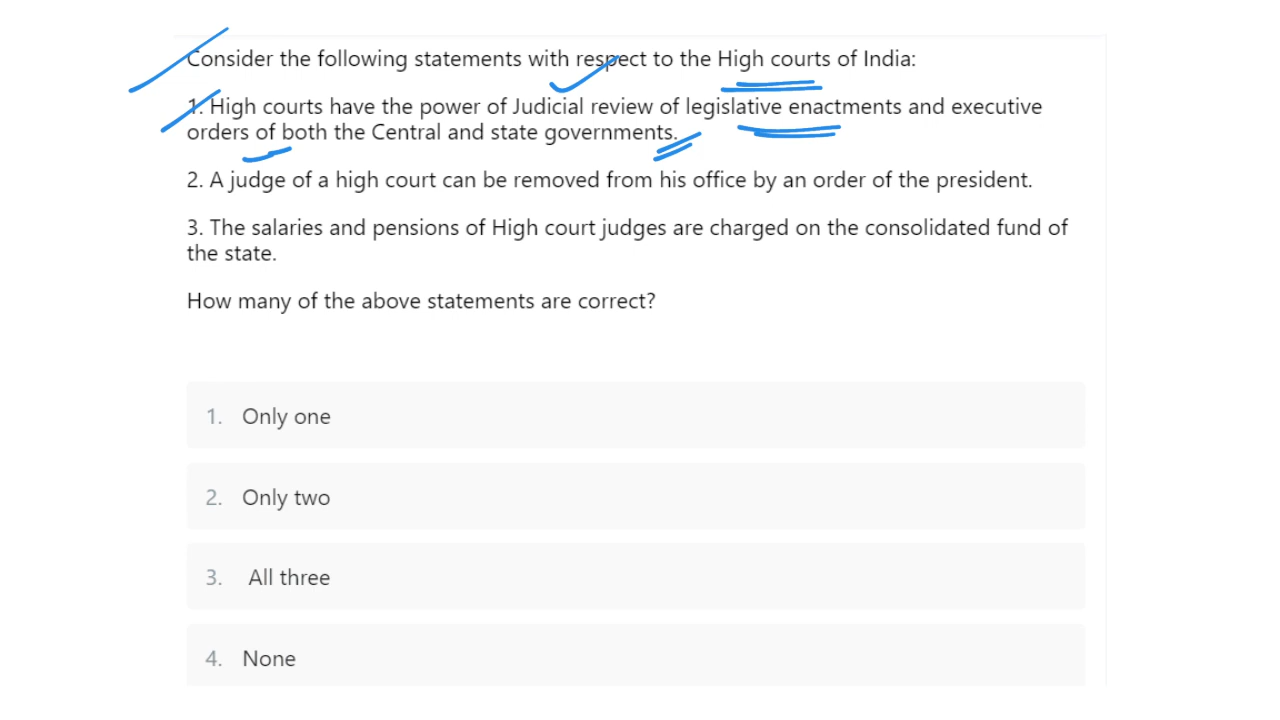 Consider the following statements with respect to the High courts of India:
1. High courts have the power of Judicial review of legislative enactments and executive
orders of both the Central and state governments.
2. A judge of a high court can be removed from his office by an order of the president.
3. The salaries and pensions of High court judges are charged on the consolidated fund of
the state.
How many of the above statements are correct?
1. Only one
2. Only two
3. All three
4. None